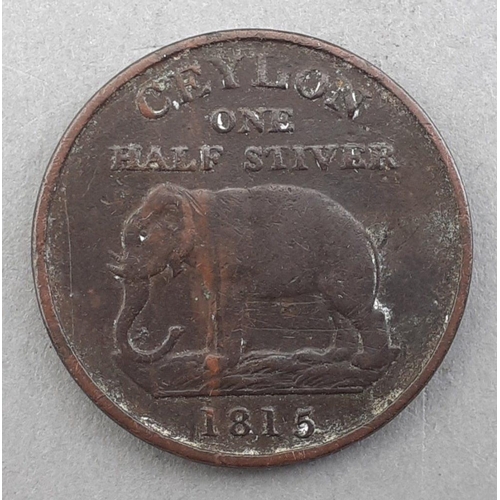 CEYLON
ONE
HALF STIVER
1815